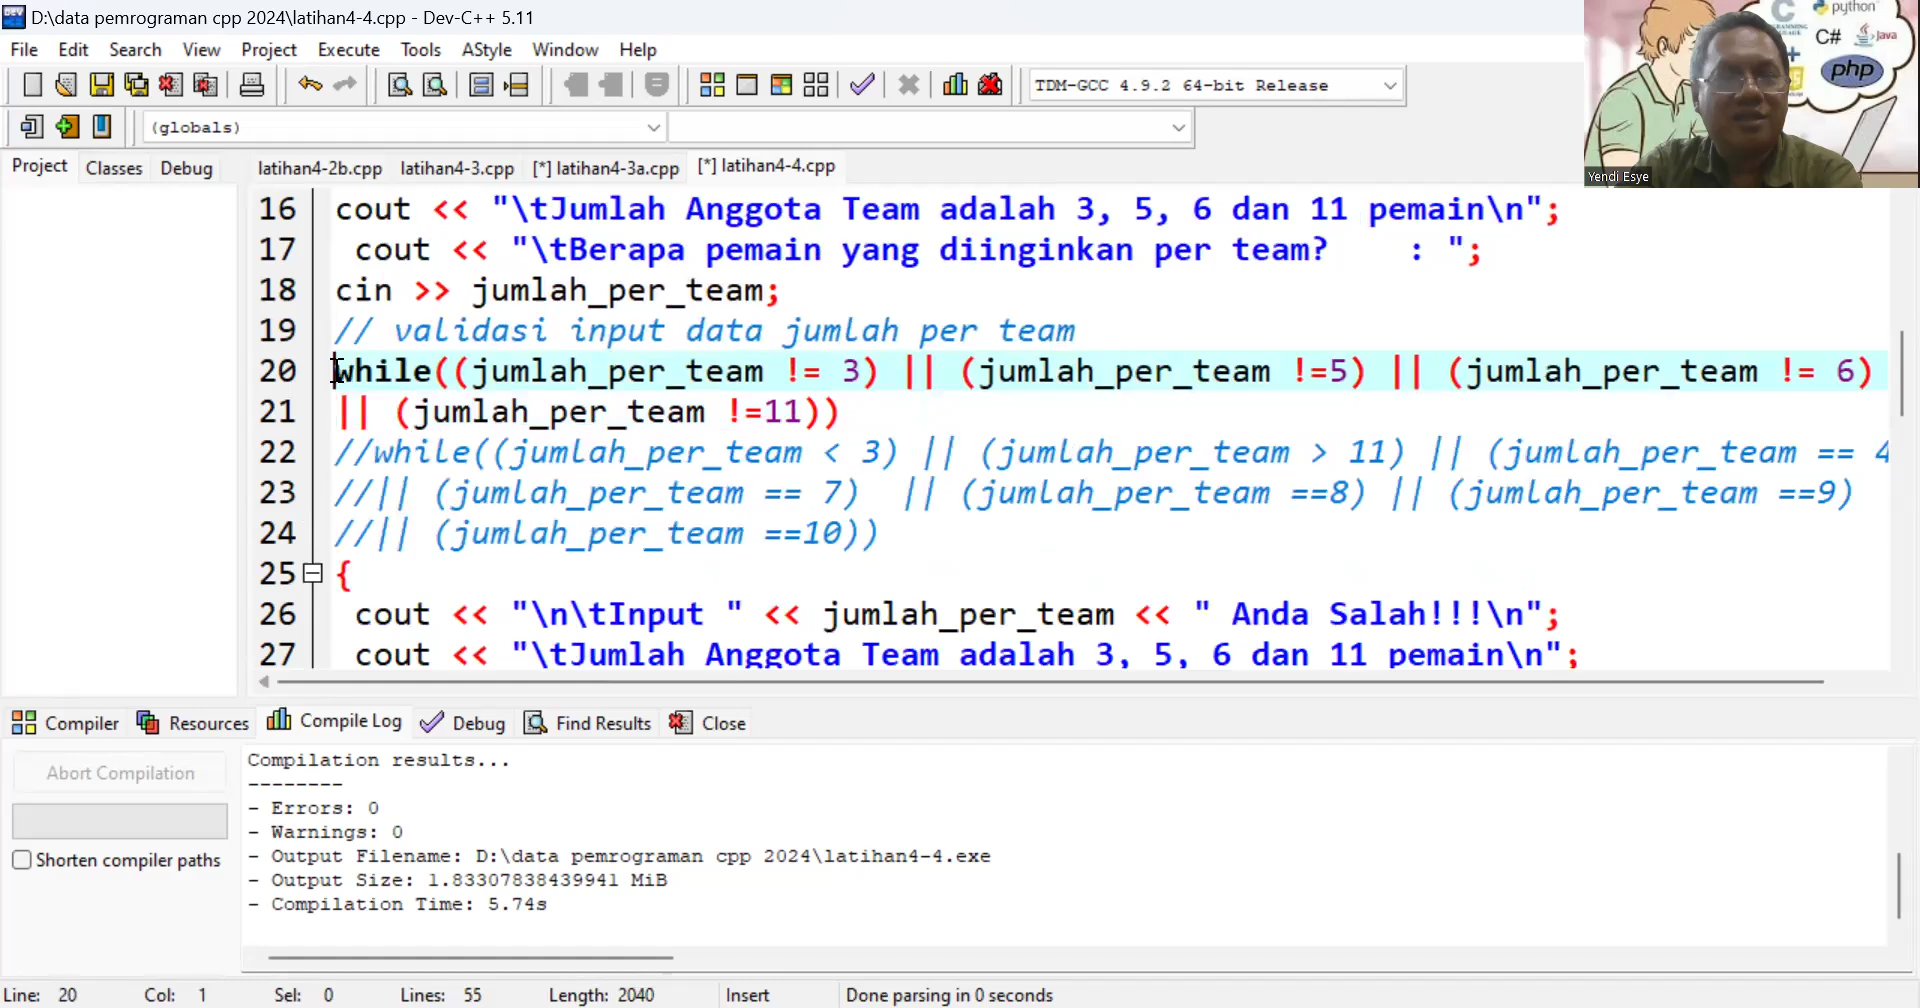 D:\data pemrograman cpp 2024\latihan4-4.cpp - Dev-C++ 5.11
File Edit Search View Project Execute Tools AStyle Window Help
TDM-GCC 4.9.2 64-bit Release
(globals)
Project Classes Debug
latihan4-2b.cpp latihan4-3.cpp [*] latihan4-3a.cpp [*] latihan4-4.cpp
16 cout << "\tJumlah Anggota Team adalah 3, 5, 6 dan 11 pemain\n";
17 cout << "\tBerapa pemain yang diinginkan per team? : ";
18 cin >> jumlah_per_team;
19 // validasi input data jumlah per team
20 while((jumlah_per_team != 3) || (jumlah_per_team !=5) || (jumlah_per_team != 6)
21 || (jumlah_per_team !=11))
22 //while((jumlah_per_team < 3) || (jumlah_per_team > 11) || (jumlah_per_team == 4
23 //|| (jumlah_per_team == 7) || (jumlah_per_team ==8) || (jumlah_per_team ==9)
24 //|| (jumlah_per_team ==10))
25 {
26 cout << "\n\tInput " << jumlah_per_team << " Anda Salah!!!\n";
27 cout << "\tJumlah Anggota Team adalah 3, 5, 6 dan 11 pemain\n";
Compiler Resources Compile Log Debug Find Results Close
Abort Compilation
Shorten compiler paths
Compilation results...
--------
- Errors: 0
- Warnings: 0
- Output Filename: D:\data pemrograman cpp 2024\latihan4-4.exe
- Output Size: 1.83307838439941 MiB
- Compilation Time: 5.74s
Line: 20 Col: 1 Sel: 0 Lines: 55 Length: 2040 Insert Done parsing in 0 seconds
python
C#
Java
php
Yendi Esye